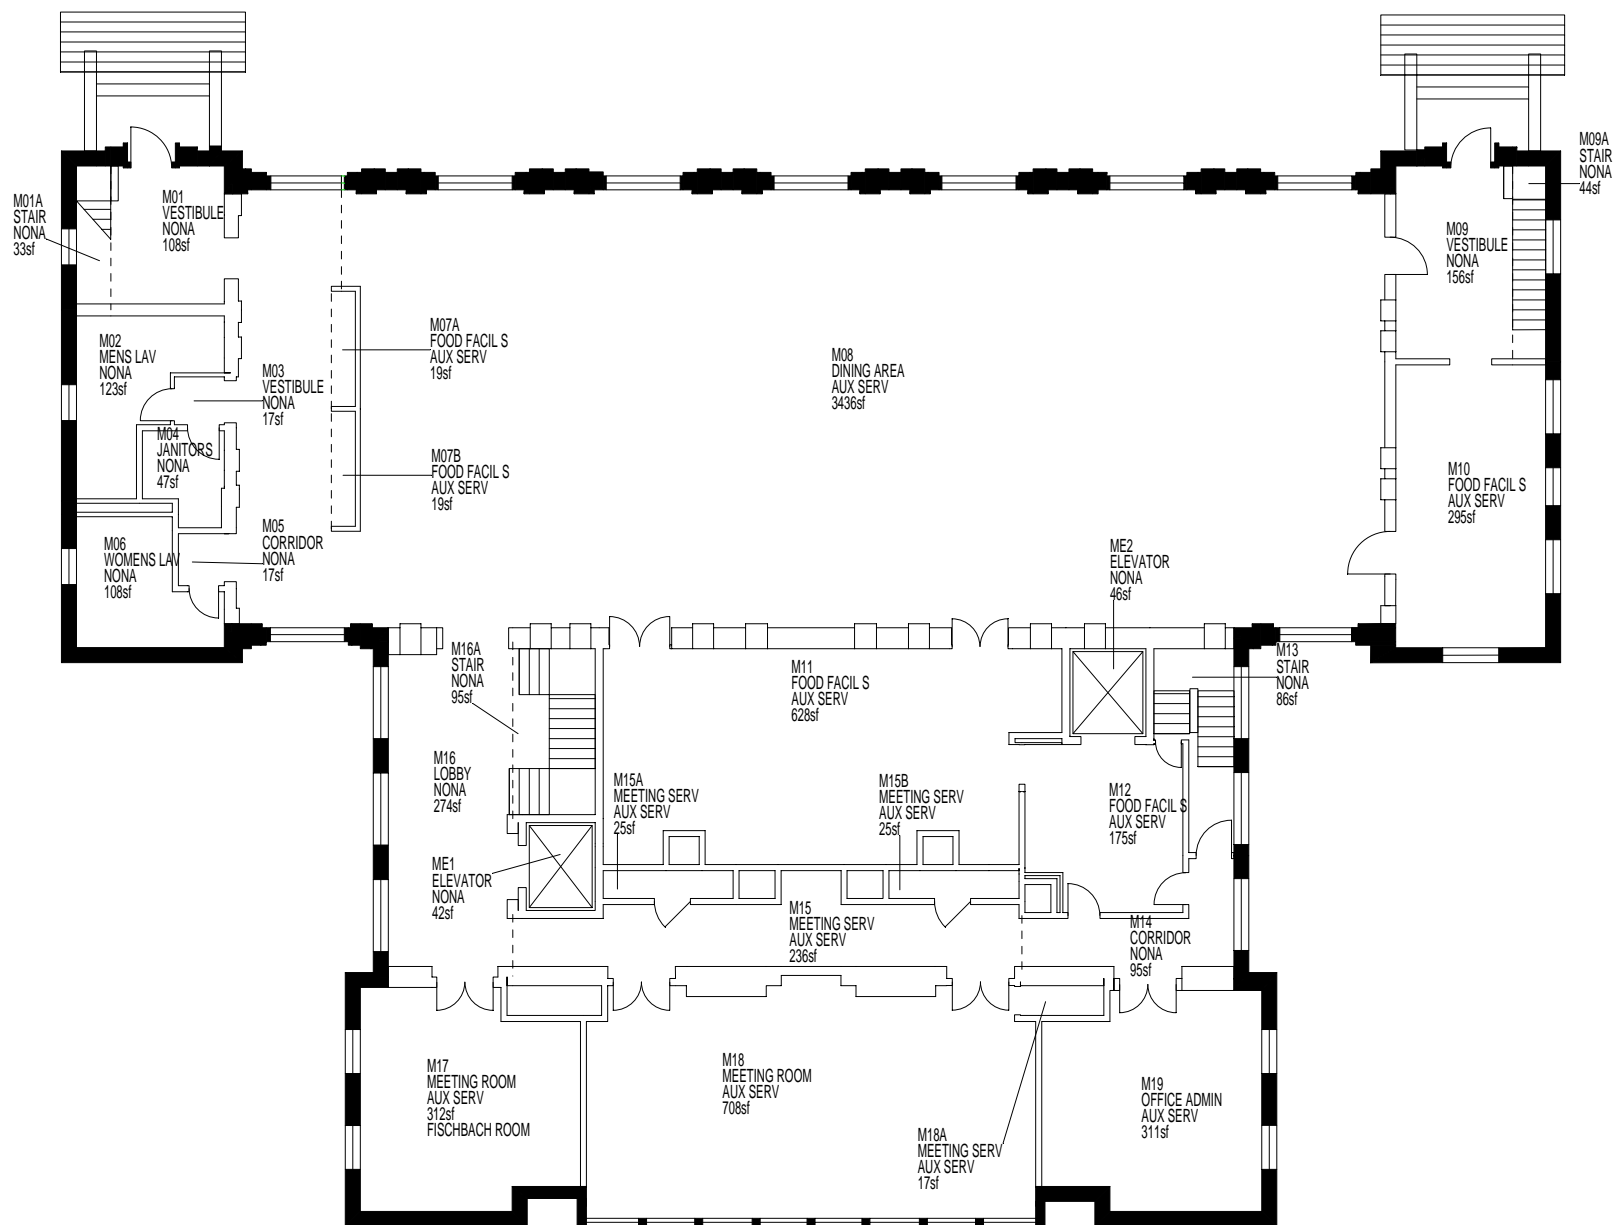 M09A
STAIR
NONA
44sf
M01A
STAIR
NONA
33sf
M01
VESTIBULE
NONA
108sf
M09
VESTIBULE
NONA
156sf
M02
MENS LAV
NONA
123sf
M03
VESTIBULE
NONA
17sf
M07A
FOOD FACIL S
AUX SERV
19sf
M08
DINING AREA
AUX SERV
3436sf
M04
JANITORS
NONA
47sf
M07B
FOOD FACIL S
AUX SERV
19sf
M10
FOOD FACIL S
AUX SERV
295sf
M06
WOMENS LAV
NONA
108sf
M05
CORRIDOR
NONA
17sf
ME2
ELEVATOR
NONA
46sf
M16A
STAIR
NONA
95sf
M11
FOOD FACIL S
AUX SERV
628sf
M13
STAIR
NONA
86sf
M16
LOBBY
NONA
274sf
M15A
MEETING SERV
AUX SERV
25sf
M15B
MEETING SERV
AUX SERV
25sf
M12
FOOD FACIL S
AUX SERV
175sf
ME1
ELEVATOR
NONA
42sf
M15
MEETING SERV
AUX SERV
236sf
M14
CORRIDOR
NONA
95sf
M17
MEETING ROOM
AUX SERV
312sf
FISCHBACH ROOM
M18
MEETING ROOM
AUX SERV
708sf
M18A
MEETING SERV
AUX SERV
17sf
M19
OFFICE ADMIN
AUX SERV
311sf